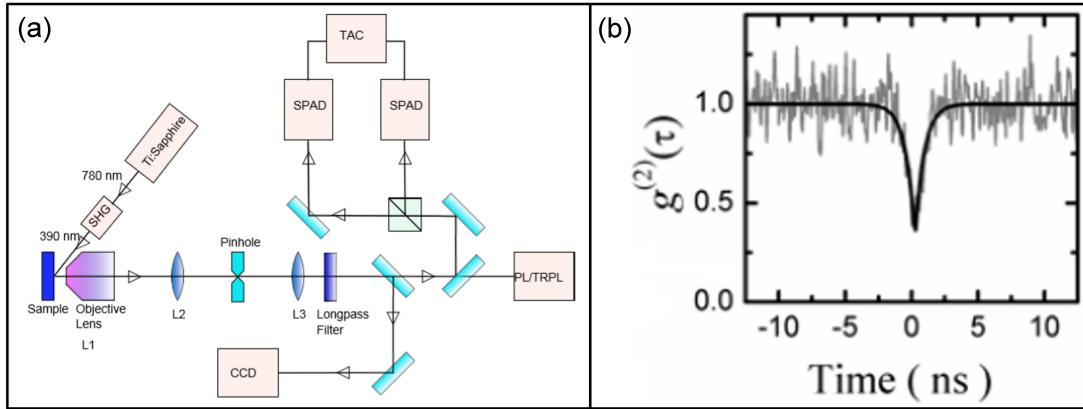 (a)
TAC
SPAD
SPAD
Ti:Sapphire
780 nm
SHG
390 nm
Pinhole
PL/TRPL
Sample
Objective
Lens
L1
L2
L3
Longpass
Filter
CCD
(b)
g(2)(τ)
1.0
0.5
0.0
-10
-5
0
5
10
Time ( ns )